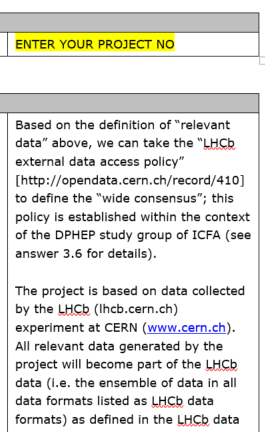 ENTER YOUR PROJECT NO
Based on the definition of “relevant
data” above, we can take the “LHCb
external data access policy”
[http://opendata.cern.ch/record/410]
to define the “wide consensus”; this
policy is established within the context
of the DPHEP study group of ICFA (see
answer 3.6 for details).
The project is based on data collected
by the LHCb (lhcb.cern.ch)
experiment at CERN (www.cern.ch).
All relevant data generated by the
project will become part of the LHCb
data (i.e. the ensemble of data in all
data formats listed as LHCb data
formats) as defined in the LHCb data